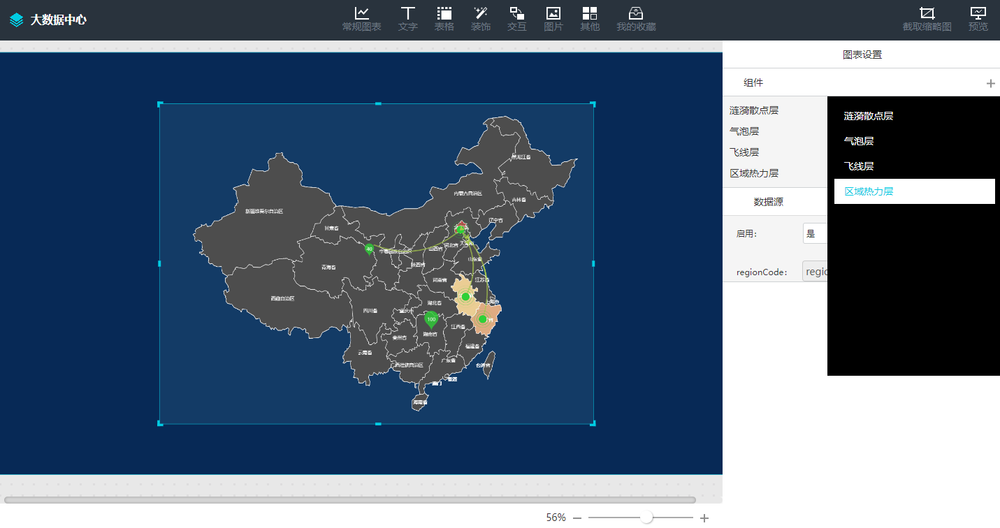 大数据中心
常规图表
文字
表格
装饰
交互
图片
其他
我的收藏
截取缩略图
预览
图表设置
组件
涟漪散点层
气泡层
飞线层
区域热力层
涟漪散点层
气泡层
飞线层
区域热力层
数据源
启用:
是
regionCode:
regio
黑龙江省
内蒙古自治区
吉林省
新疆维吾尔自治区
辽宁省
甘肃省
天津市
河北省
山西省
宁夏回族自治区
40
山东省
陕西省
青海省
河南省
江苏省
西藏自治区
湖北省
上海市
四川省
重庆市
100
江西省
湖南省
贵州省
福建省
云南省
广东省
广西壮族自治区
台湾省
香港
澳门
海南省
56%